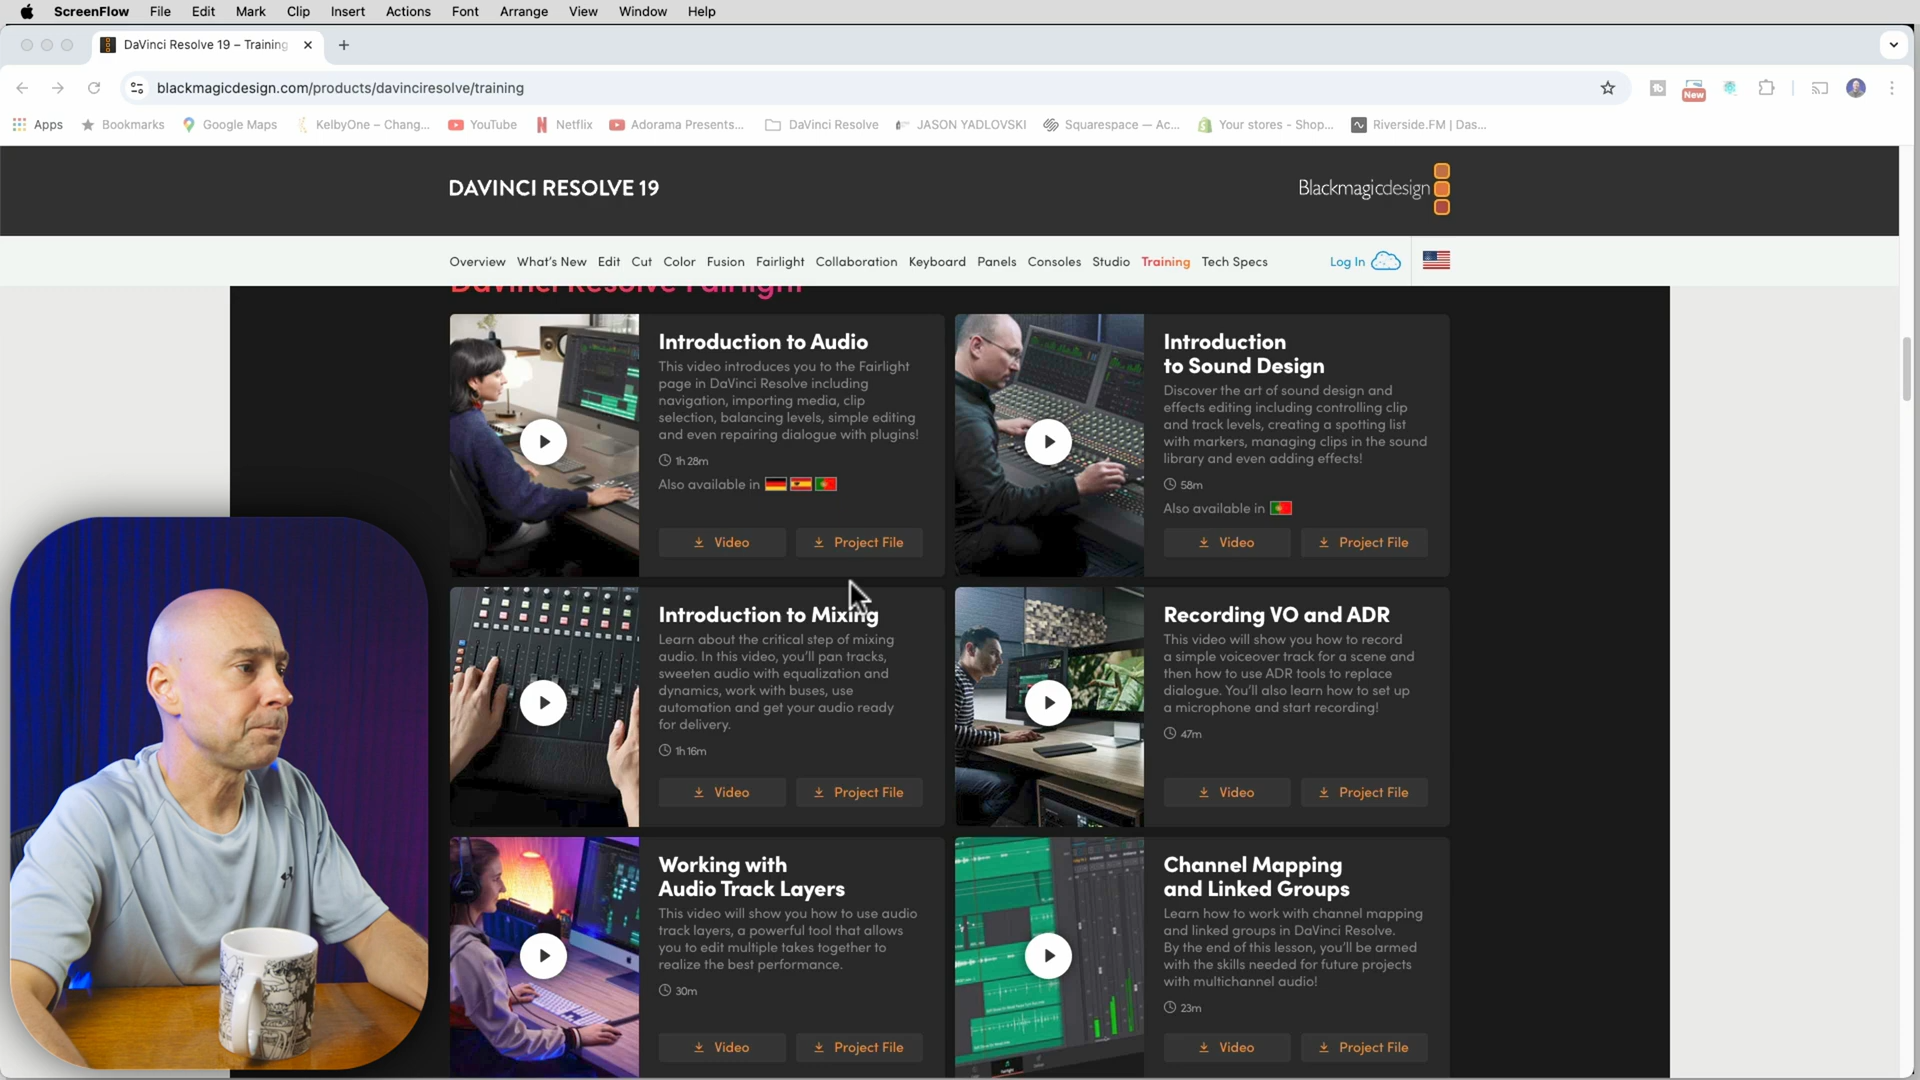 ScreenFlow File Edit Mark Clip Insert Actions Font Arrange View Window Help
DaVinci Resolve 19 – Training
blackmagicdesign.com/products/davinciresolve/training
New
Apps Bookmarks Google Maps KelbyOne – Chang... YouTube Netflix Adorama Presents... DaVinci Resolve JASON YADLOVSKI Squarespace — Ac... Your stores - Shop... Riverside.FM | Das...
DAVINCI RESOLVE 19
Blackmagicdesign
Overview What's New Edit Cut Color Fusion Fairlight Collaboration Keyboard Panels Consoles Studio Training Tech Specs Log In
DaVinci Resolve Fairlight
Introduction to Audio
This video introduces you to the Fairlight
page in DaVinci Resolve including
navigation, importing media, clip
selection, balancing levels, simple editing
and even repairing dialogue with plugins!
1h 28m
Also available in
Video Project File
Introduction
to Sound Design
Discover the art of sound design and
effects editing including controlling clip
and track levels, creating a spotting list
with markers, managing clips in the sound
library and even adding effects!
58m
Also available in
Video Project File
Introduction to Mixing
Learn about the critical step of mixing
audio. In this video, you'll pan tracks,
sweeten audio with equalization and
dynamics, work with buses, use
automation and get your audio ready
for delivery.
1h 16m
Video Project File
Recording VO and ADR
This video will show you how to record
a simple voiceover track for a scene and
then how to use ADR tools to replace
dialogue. You'll also learn how to set up
a microphone and start recording!
47m
Video Project File
Working with
Audio Track Layers
This video will show you how to use audio
track layers, a powerful tool that allows
you to edit multiple takes together to
realize the best performance.
30m
Video Project File
Channel Mapping
and Linked Groups
Learn how to work with channel mapping
and linked groups in DaVinci Resolve.
By the end of this lesson, you'll be armed
with the skills needed for future projects
with multichannel audio!
23m
Video Project File